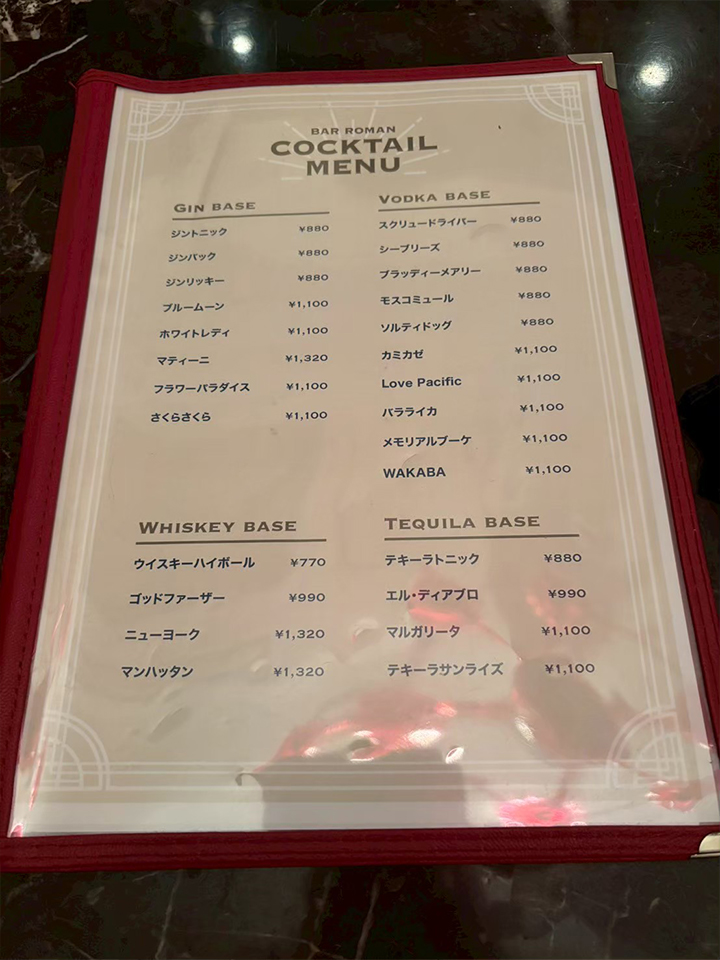 BAR ROMAN
COCKTAIL
MENU
GIN BASE
ジントニック ¥880
ジンバック ¥880
ジンリッキー ¥880
ブルームーン ¥1,100
ホワイトレディ ¥1,100
マティーニ ¥1,320
フラワーパラダイス ¥1,100
さくらさくら ¥1,100
VODKA BASE
スクリュードライバー ¥880
シーブリーズ ¥880
ブラッディーメアリー ¥880
モスコミュール ¥880
ソルティドッグ ¥880
カミカゼ ¥1,100
Love Pacific ¥1,100
バラライカ ¥1,100
メモリアルブーケ ¥1,100
WAKABA ¥1,100
WHISKEY BASE
ウイスキーハイボール ¥770
ゴッドファーザー ¥990
ニューヨーク ¥1,320
マンハッタン ¥1,320
TEQUILA BASE
テキーラトニック ¥880
エル・ディアブロ ¥990
マルガリータ ¥1,100
テキーラサンライズ ¥1,100